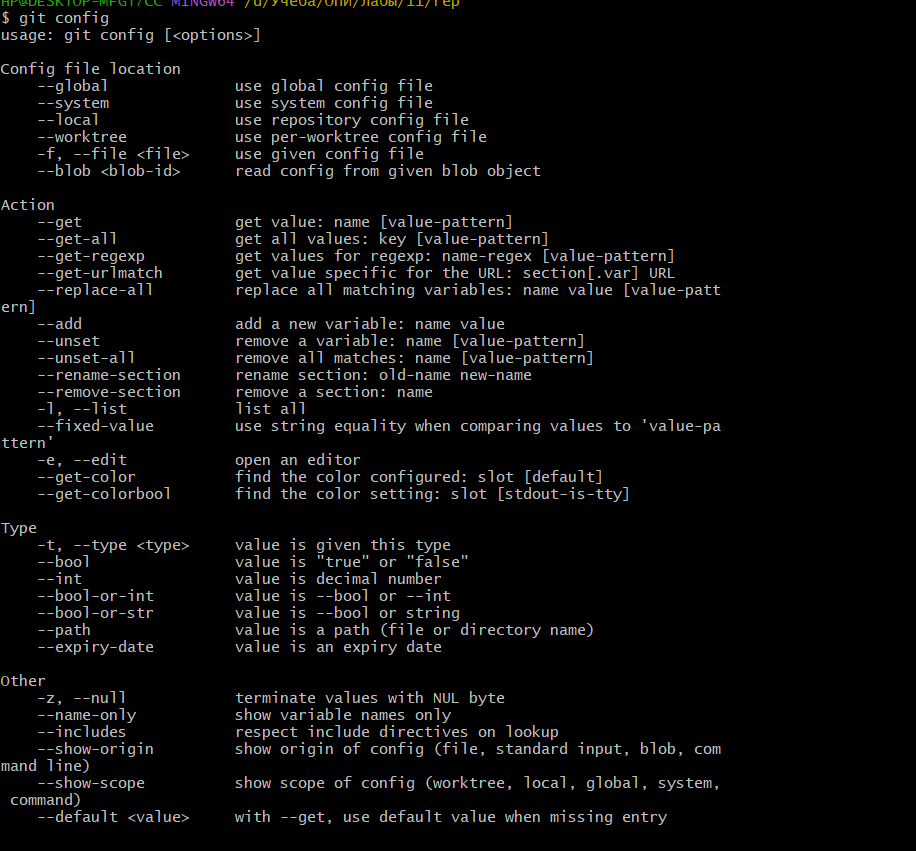 HP@DESKTOP-MFGT7CC MINGW64 /d/Учеба/Опи/Лабы/11/Гер
$ git config
usage: git config [<options>]

Config file location
    --global              use global config file
    --system              use system config file
    --local               use repository config file
    --worktree            use per-worktree config file
    -f, --file <file>     use given config file
    --blob <blob-id>      read config from given blob object

Action
    --get                 get value: name [value-pattern]
    --get-all             get all values: key [value-pattern]
    --get-regexp          get values for regexp: name-regex [value-pattern]
    --get-urlmatch        get value specific for the URL: section[.var] URL
    --replace-all         replace all matching variables: name value [value-patt
ern]
    --add                 add a new variable: name value
    --unset               remove a variable: name [value-pattern]
    --unset-all           remove all matches: name [value-pattern]
    --rename-section      rename section: old-name new-name
    --remove-section      remove a section: name
    -l, --list            list all
    --fixed-value         use string equality when comparing values to 'value-pa
ttern'
    -e, --edit            open an editor
    --get-color           find the color configured: slot [default]
    --get-colorbool       find the color setting: slot [stdout-is-tty]

Type
    -t, --type <type>     value is given this type
    --bool                value is "true" or "false"
    --int                 value is decimal number
    --bool-or-int         value is --bool or --int
    --bool-or-str         value is --bool or string
    --path                value is a path (file or directory name)
    --expiry-date         value is an expiry date

Other
    -z, --null            terminate values with NUL byte
    --name-only           show variable names only
    --includes            respect include directives on lookup
    --show-origin         show origin of config (file, standard input, blob, com
mand line)
    --show-scope          show scope of config (worktree, local, global, system,
 command)
    --default <value>     with --get, use default value when missing entry